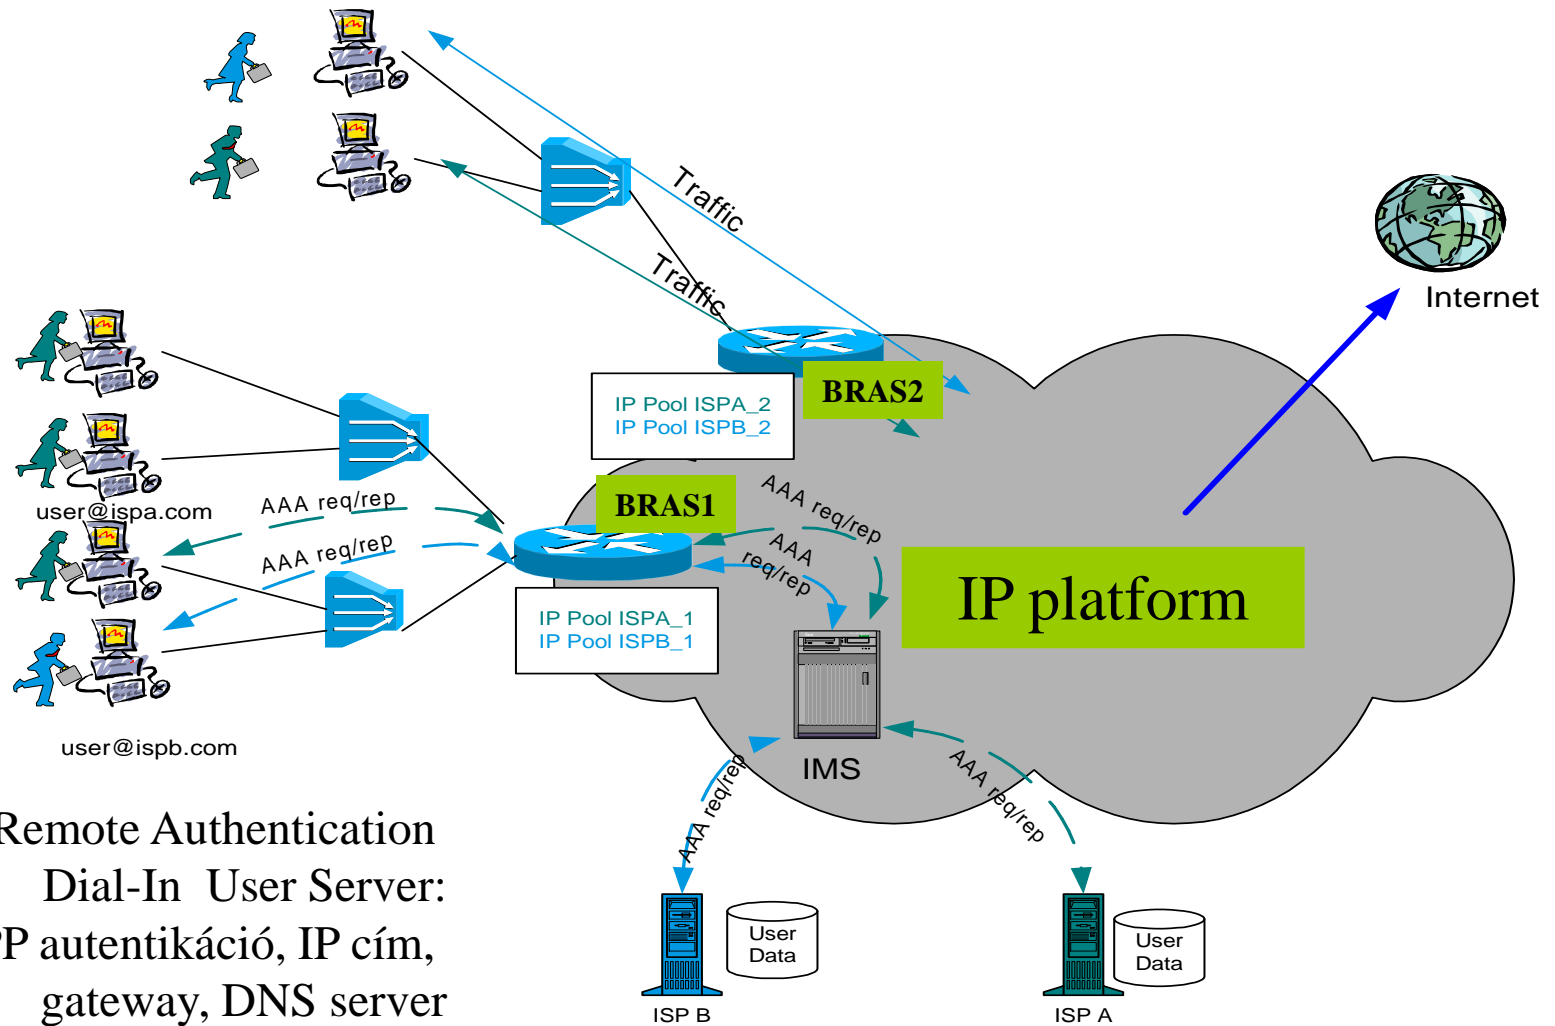 Traffic
Traffic
Internet
BRAS2
IP Pool ISPA_2
IP Pool ISPB_2
BRAS1
AAA req/rep
AAA
req/rep
user@ispa.com
AAA req/rep
AAA req/rep
IP platform
IP Pool ISPA_1
IP Pool ISPB_1
user@ispb.com
IMS
AAA req/rep
AAA req/rep
Remote Authentication
Dial-In User Server:
PP autentikáció, IP cím,
gateway, DNS server
User
Data
User
Data
ISP B
ISP A